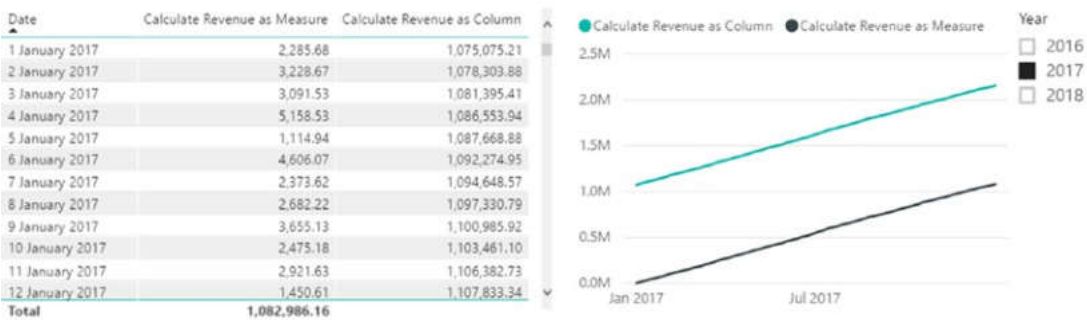 Date Calculate Revenue as Measure Calculate Revenue as Column
1 January 2017 2,285.68 1,075,075.21
2 January 2017 3,228.67 1,078,303.88
3 January 2017 3,091.53 1,081,395.41
4 January 2017 5,158.53 1,086,553.94
5 January 2017 1,114.94 1,087,668.88
6 January 2017 4,606.07 1,092,274.95
7 January 2017 2,373.62 1,094,648.57
8 January 2017 2,682.22 1,097,330.79
9 January 2017 3,655.13 1,100,985.92
10 January 2017 2,475.18 1,103,461.10
11 January 2017 2,921.63 1,106,382.73
12 January 2017 1,450.61 1,107,833.34
Total 1,082,986.16
Calculate Revenue as Column Calculate Revenue as Measure
2.5M
2.0M
1.5M
1.0M
0.5M
0.0M
Jan 2017 Jul 2017
Year
2016
2017
2018